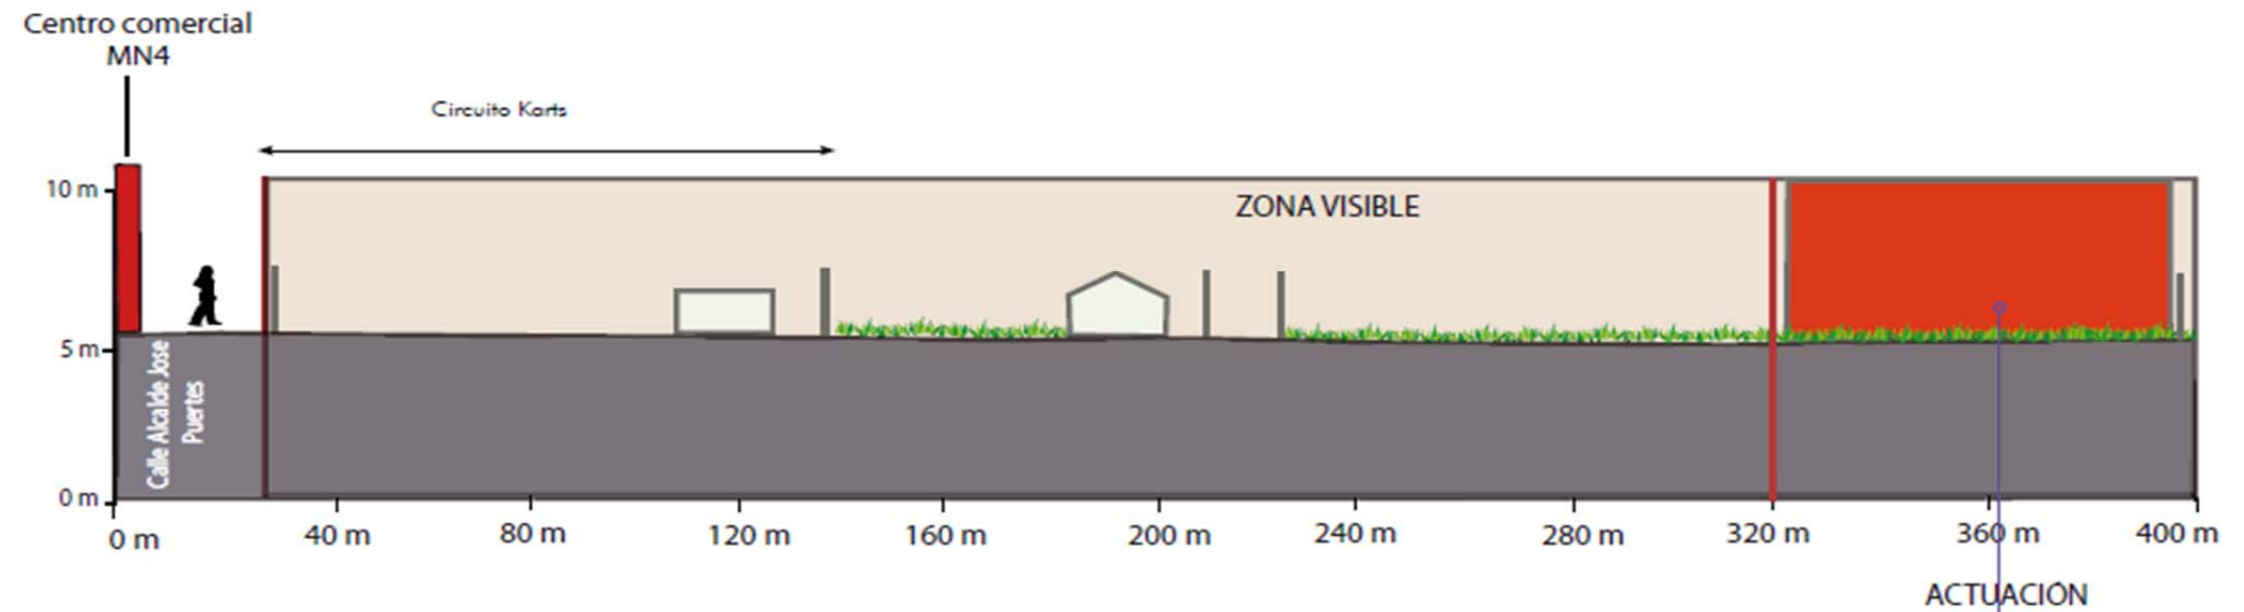 Centro comercial
MN4
Circuito Karts
10 m
ZONA VISIBLE
5 m
Calle Alcalde Jose
Puertes
0 m
0 m
40 m
80 m
120 m
160 m
200 m
240 m
280 m
320 m
360 m
400 m
ACTUACIÓN